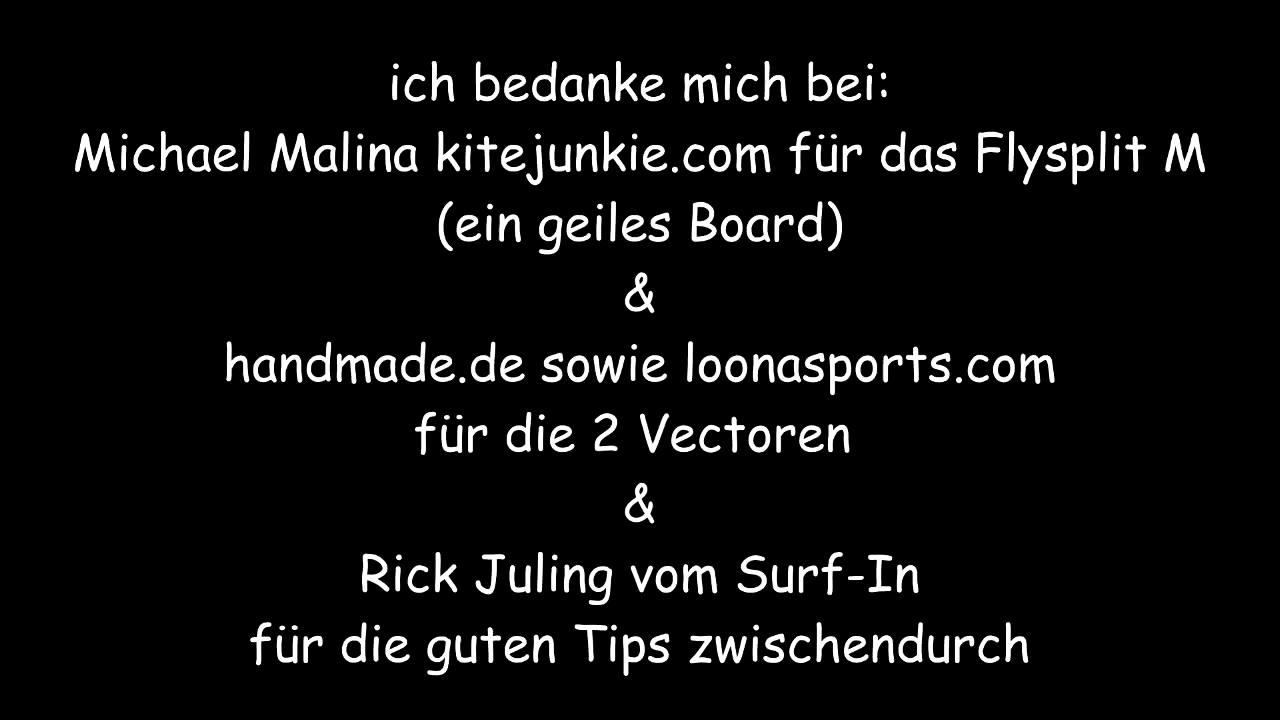 ich bedanke mich bei:
Michael Malina kitejunkie.com für das Flysplit M
(ein geiles Board)
&
handmade.de sowie loonasports.com
für die 2 Vectoren
&
Rick Juling vom Surf-In
für die guten Tips zwischendurch